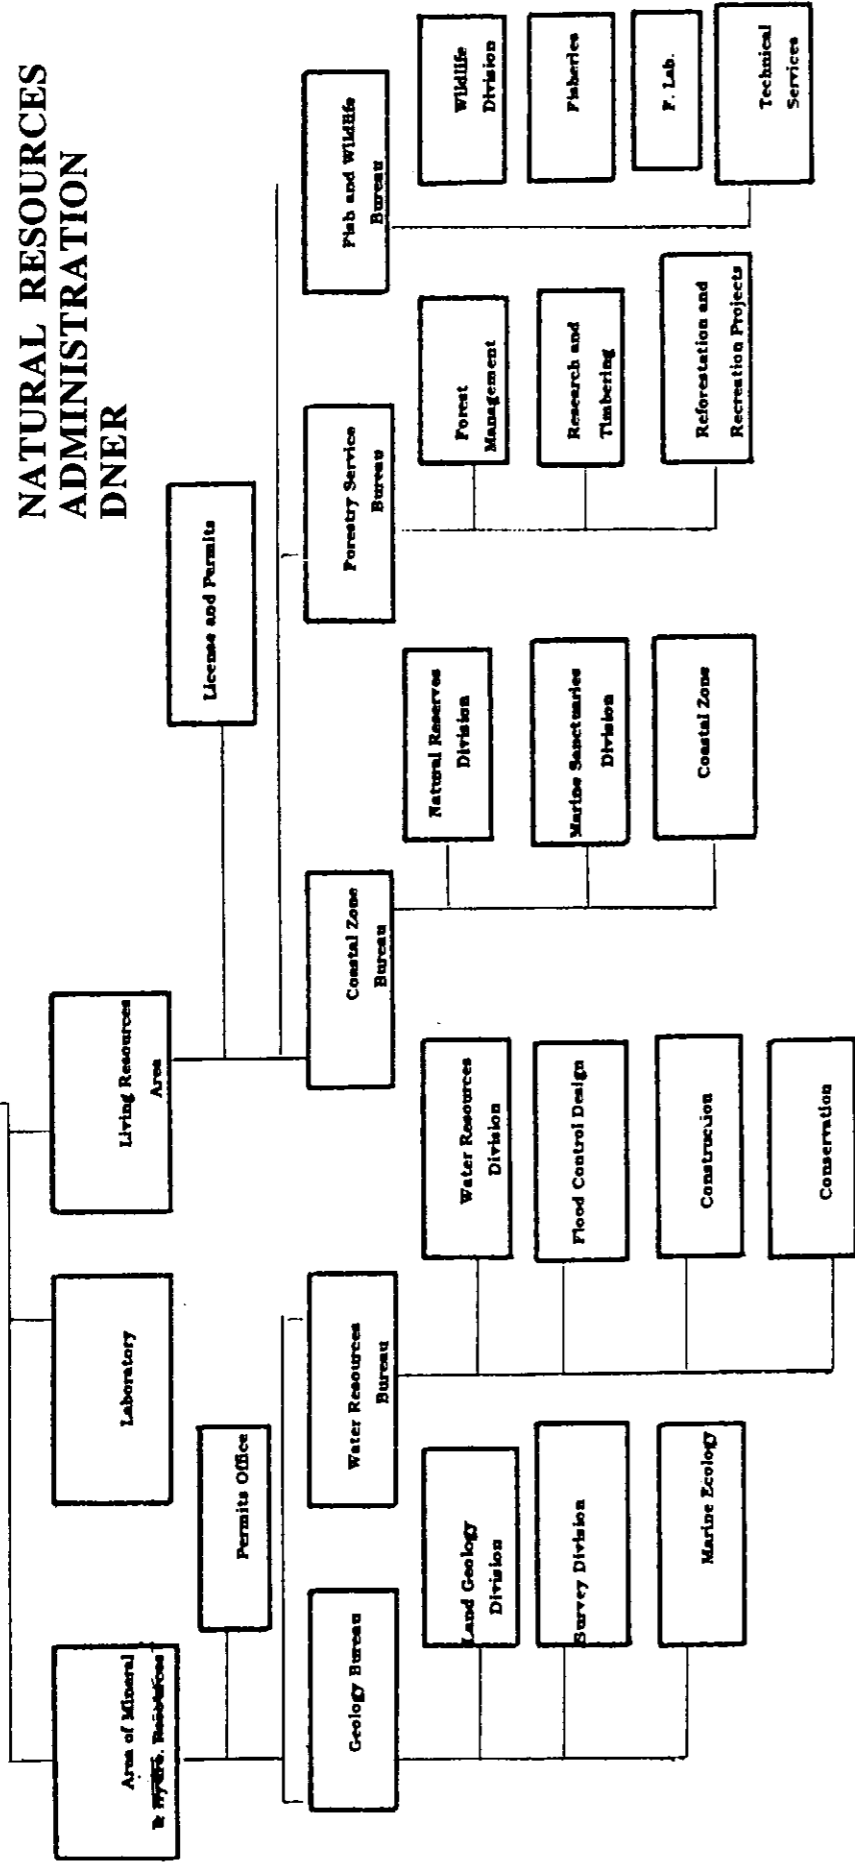 NATURAL RESOURCES
ADMINISTRATION
DNER
Area of Mineral
& Hydro. Resources
Laboratory
Living Resources
Area
Permits Office
License and Permits
Geology Bureau
Water Resources
Bureau
Coastal Zone
Bureau
Forestry Service
Bureau
Fish and Wildlife
Bureau
Land Geology
Division
Survey Division
Marine Ecology
Water Resources
Division
Flood Control Design
Construction
Conservation
Natural Reserves
Division
Marine Sanctuaries
Division
Coastal Zone
Forest
Management
Research and
Timbering
Reforestation and
Recreation Projects
Wildlife
Division
Fisheries
F. Lab.
Technical
Services